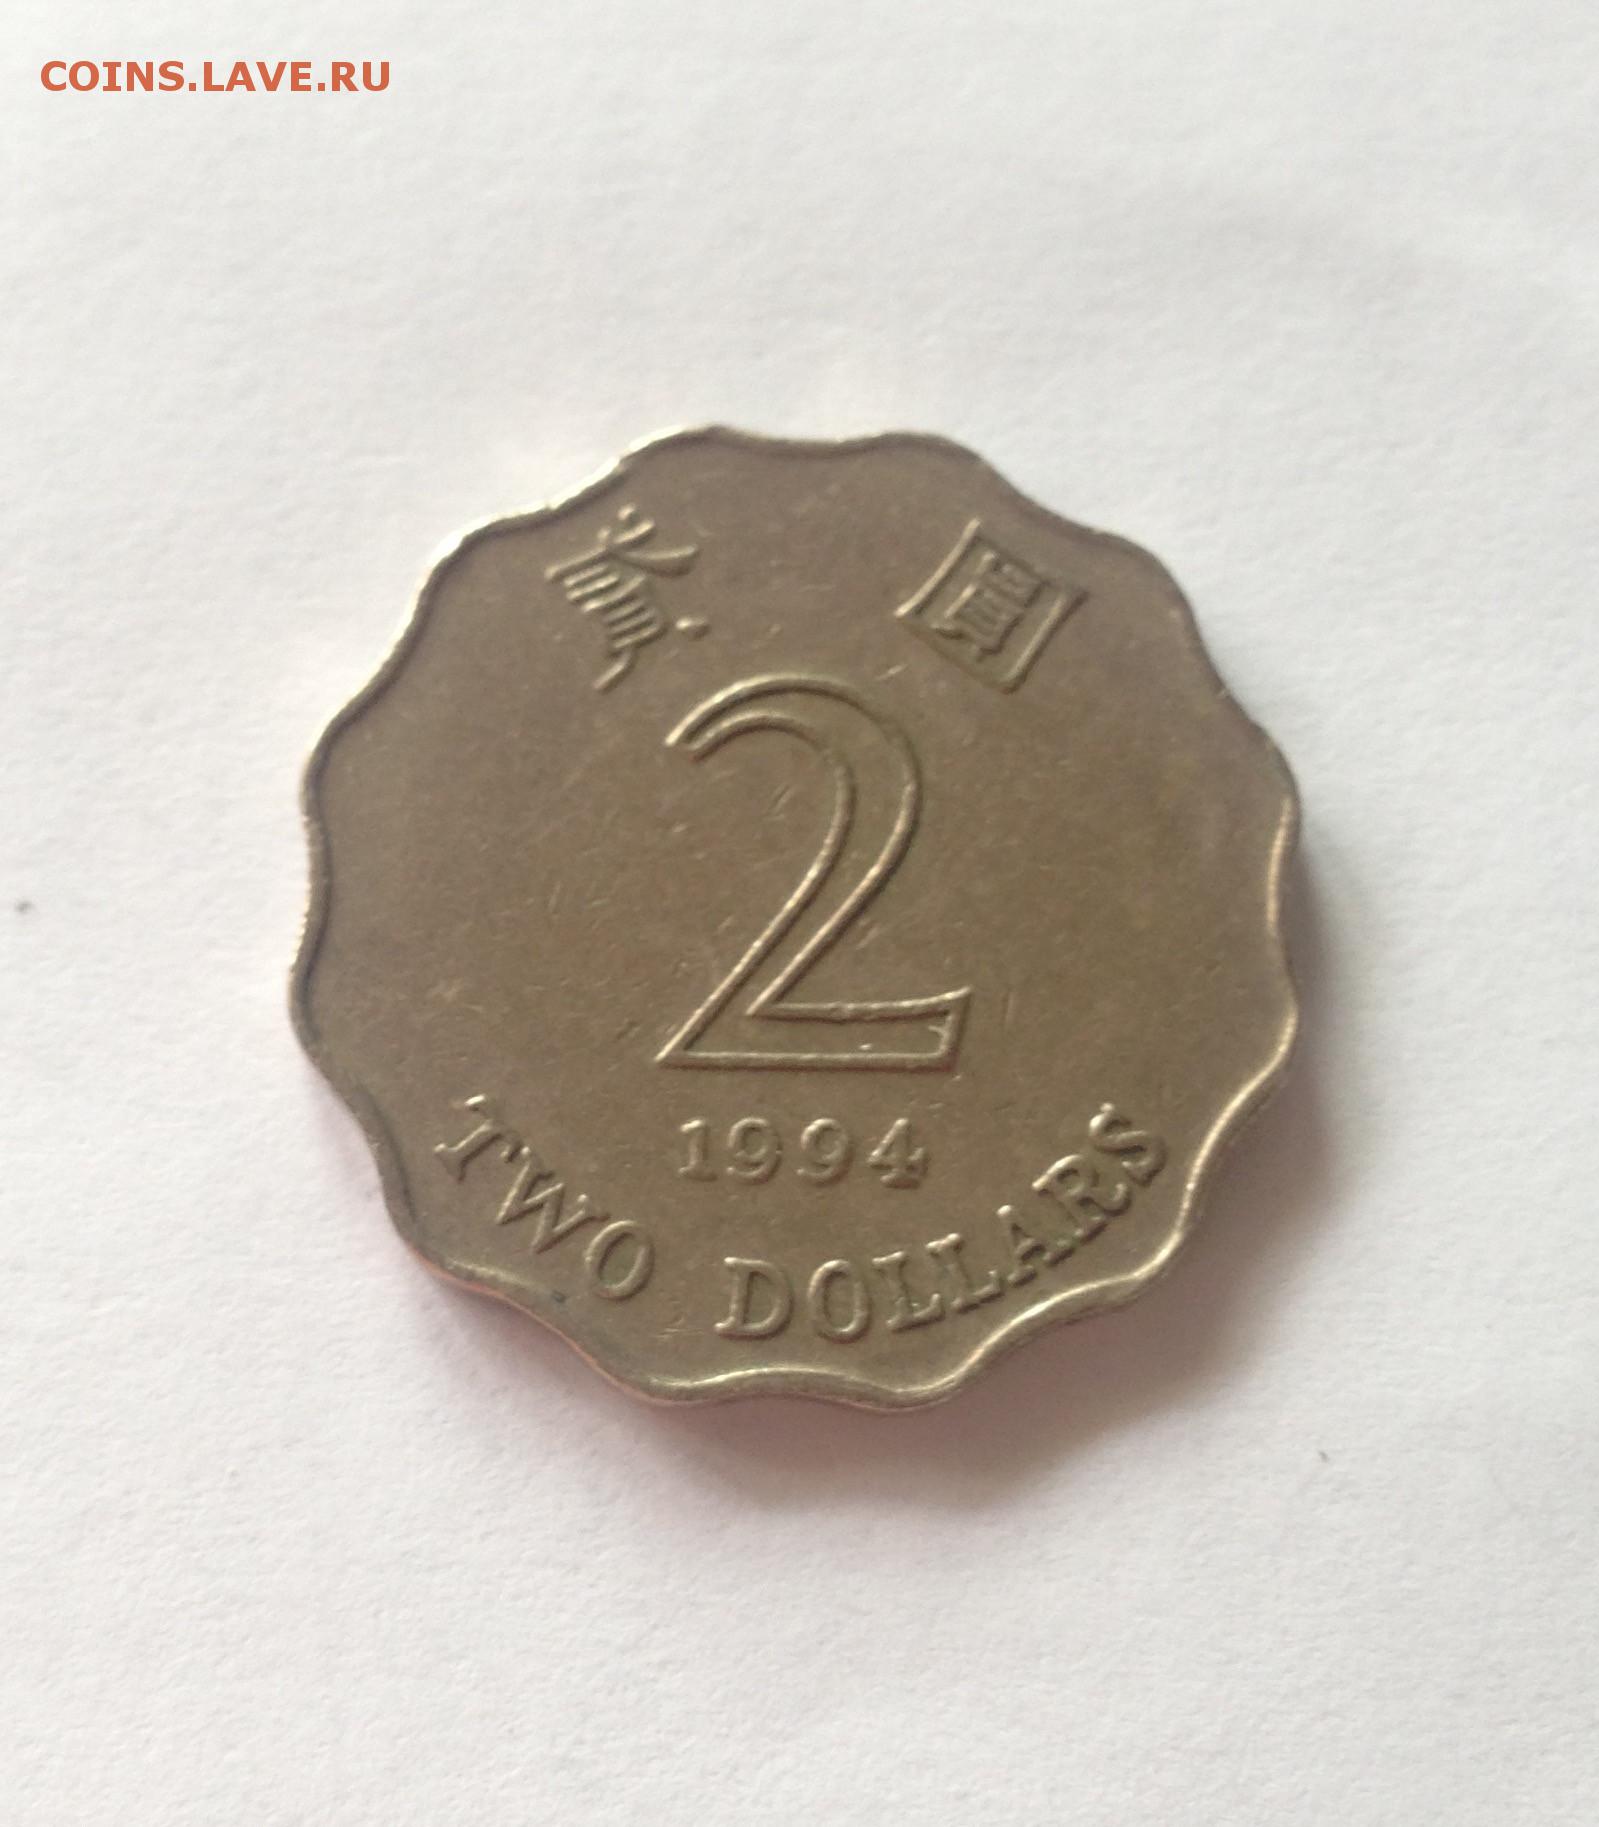 COINS.LAVE.RU
貳圓
2
1994
TWO DOLLARS